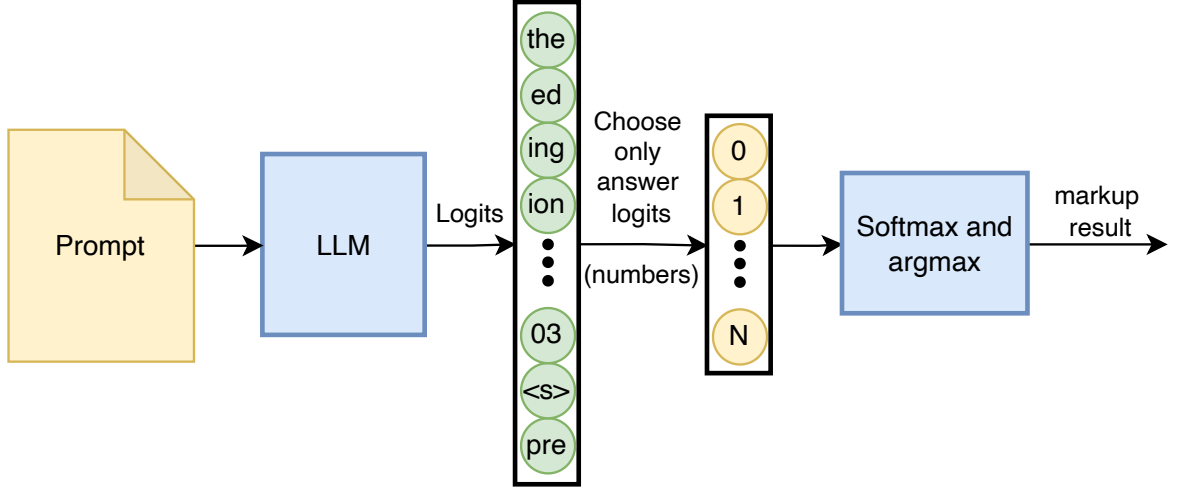 Prompt
LLM
Logits
the
ed
ing
ion
03
<s>
pre
Choose
only
answer
logits
(numbers)
0
1
N
Softmax and
argmax
markup
result